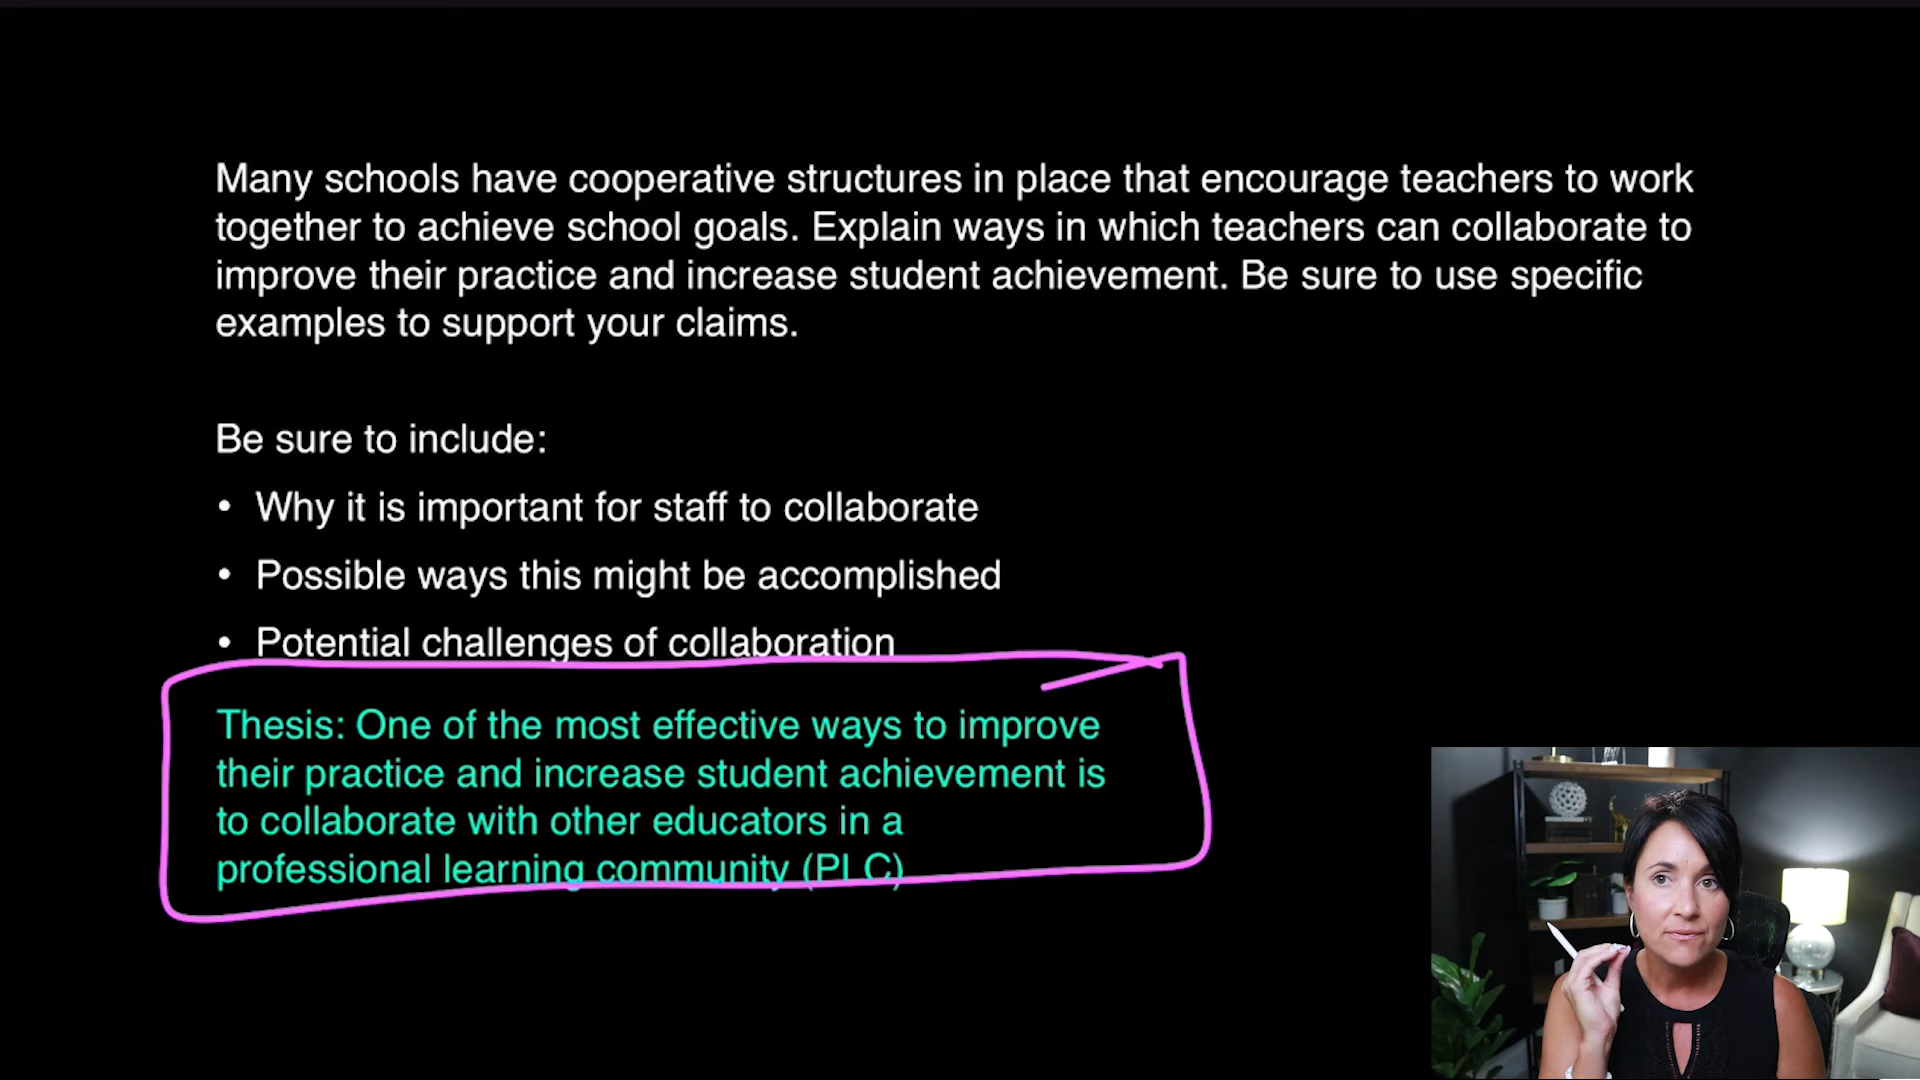 Many schools have cooperative structures in place that encourage teachers to work
together to achieve school goals. Explain ways in which teachers can collaborate to
improve their practice and increase student achievement. Be sure to use specific
examples to support your claims.
Be sure to include:
• Why it is important for staff to collaborate
• Possible ways this might be accomplished
• Potential challenges of collaboration
Thesis: One of the most effective ways to improve
their practice and increase student achievement is
to collaborate with other educators in a
professional learning community (PLC)